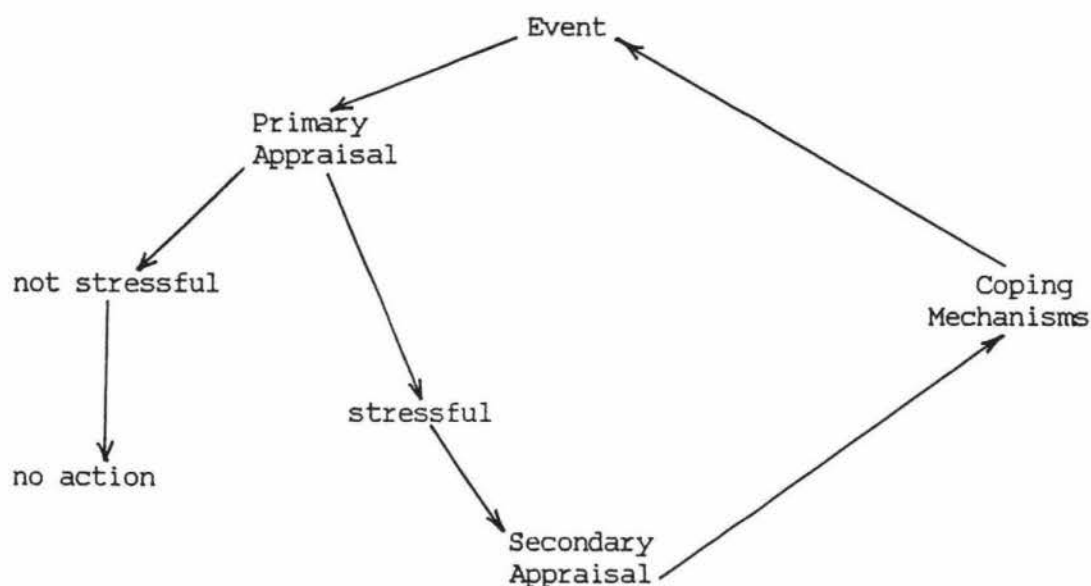 Event
Primary
Appraisal
not stressful
Coping
Mechanisms
stressful
no action
Secondary
Appraisal